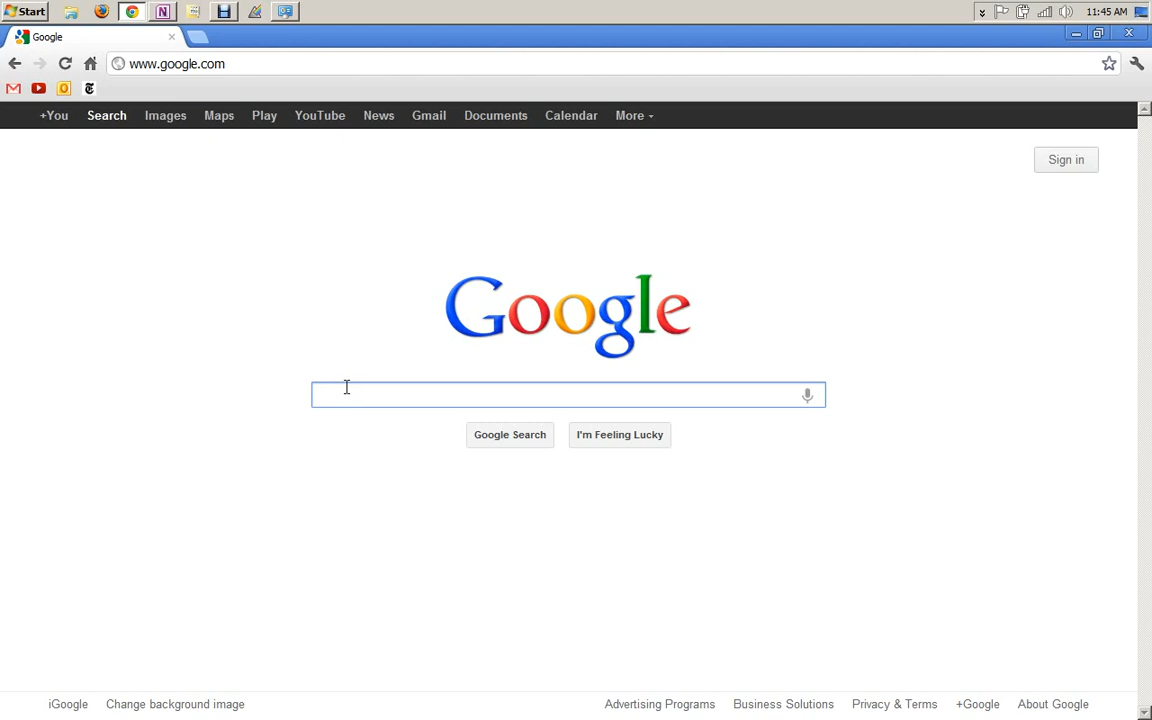 Start
11:45 AM
Google
www.google.com
+You Search Images Maps Play YouTube News Gmail Documents Calendar More
Sign in
Google
Google Search I'm Feeling Lucky
iGoogle Change background image Advertising Programs Business Solutions Privacy & Terms +Google About Google